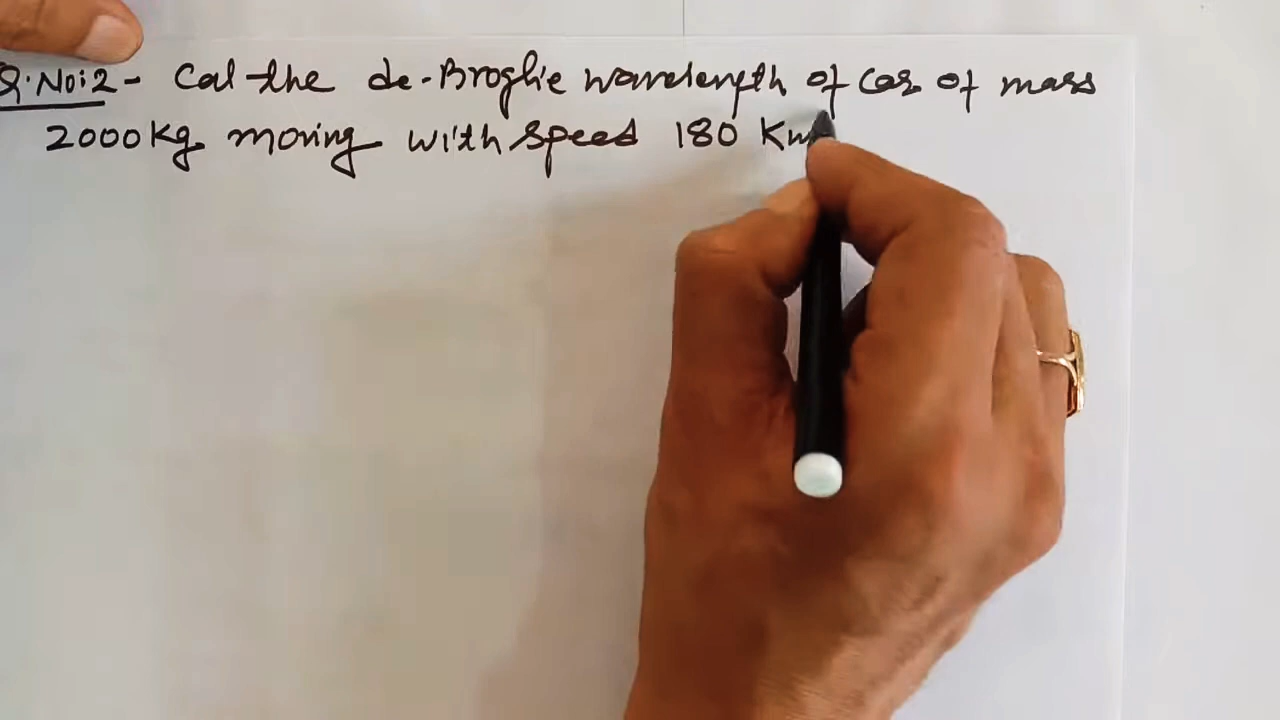 Q.No:2- Cal the de-Broglie wavelength of car of mass
2000kg moving with speed 180 Km